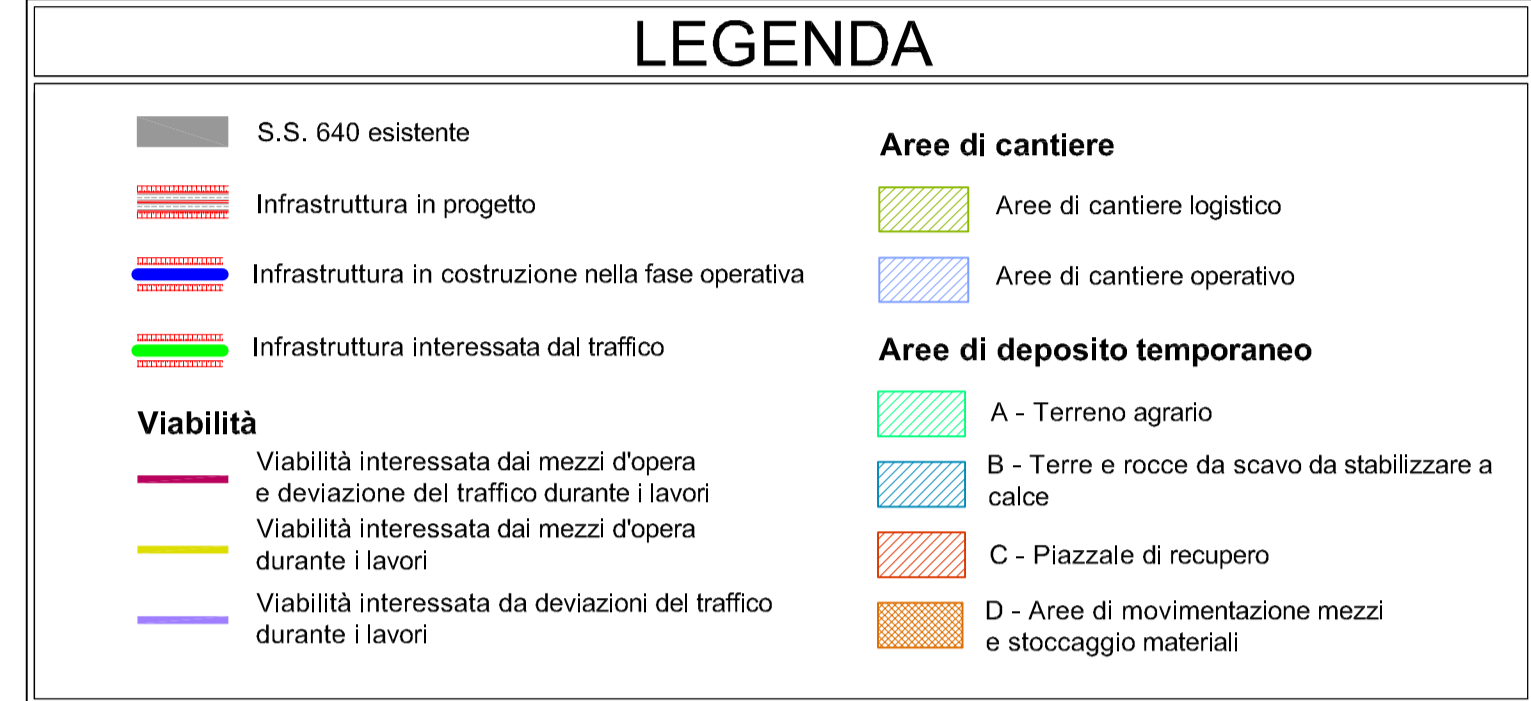 LEGENDA
S.S. 640 esistente
Infrastruttura in progetto
Infrastruttura in costruzione nella fase operativa
Infrastruttura interessata dal traffico
Viabilità
Viabilità interessata dai mezzi d'opera
e deviazione del traffico durante i lavori
Viabilità interessata dai mezzi d'opera
durante i lavori
Viabilità interessata da deviazioni del traffico
durante i lavori
Aree di cantiere
Aree di cantiere logistico
Aree di cantiere operativo
Aree di deposito temporaneo
A - Terreno agrario
B - Terre e rocce da scavo da stabilizzare a
calce
C - Piazzale di recupero
D - Aree di movimentazione mezzi
e stoccaggio materiali